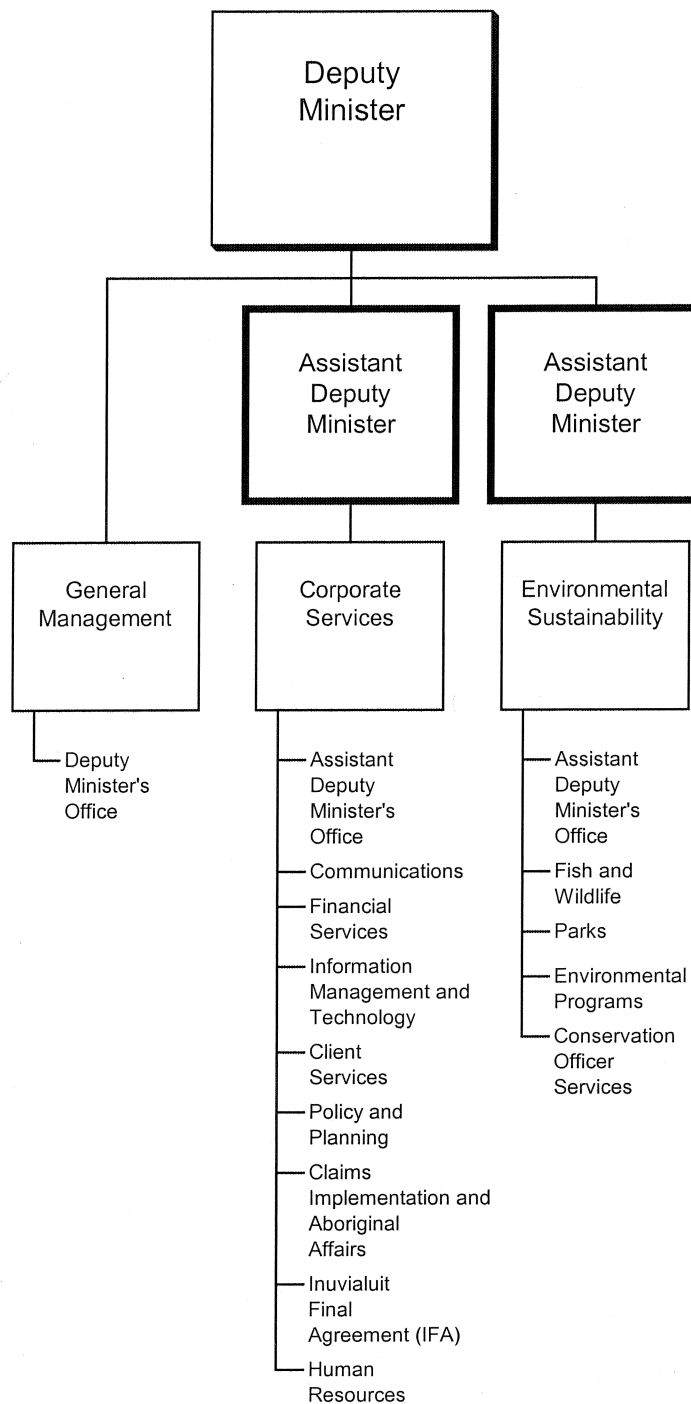 Deputy
Minister
Assistant
Deputy
Minister
Assistant
Deputy
Minister
General
Management
Corporate
Services
Environmental
Sustainability
Deputy
Minister's
Office
Assistant
Deputy
Minister's
Office
Communications
Financial
Services
Information
Management and
Technology
Client
Services
Policy and
Planning
Claims
Implementation and
Aboriginal
Affairs
Inuvialuit
Final
Agreement (IFA)
Human
Resources
Assistant
Deputy
Minister's
Office
Fish and
Wildlife
Parks
Environmental
Programs
Conservation
Officer
Services